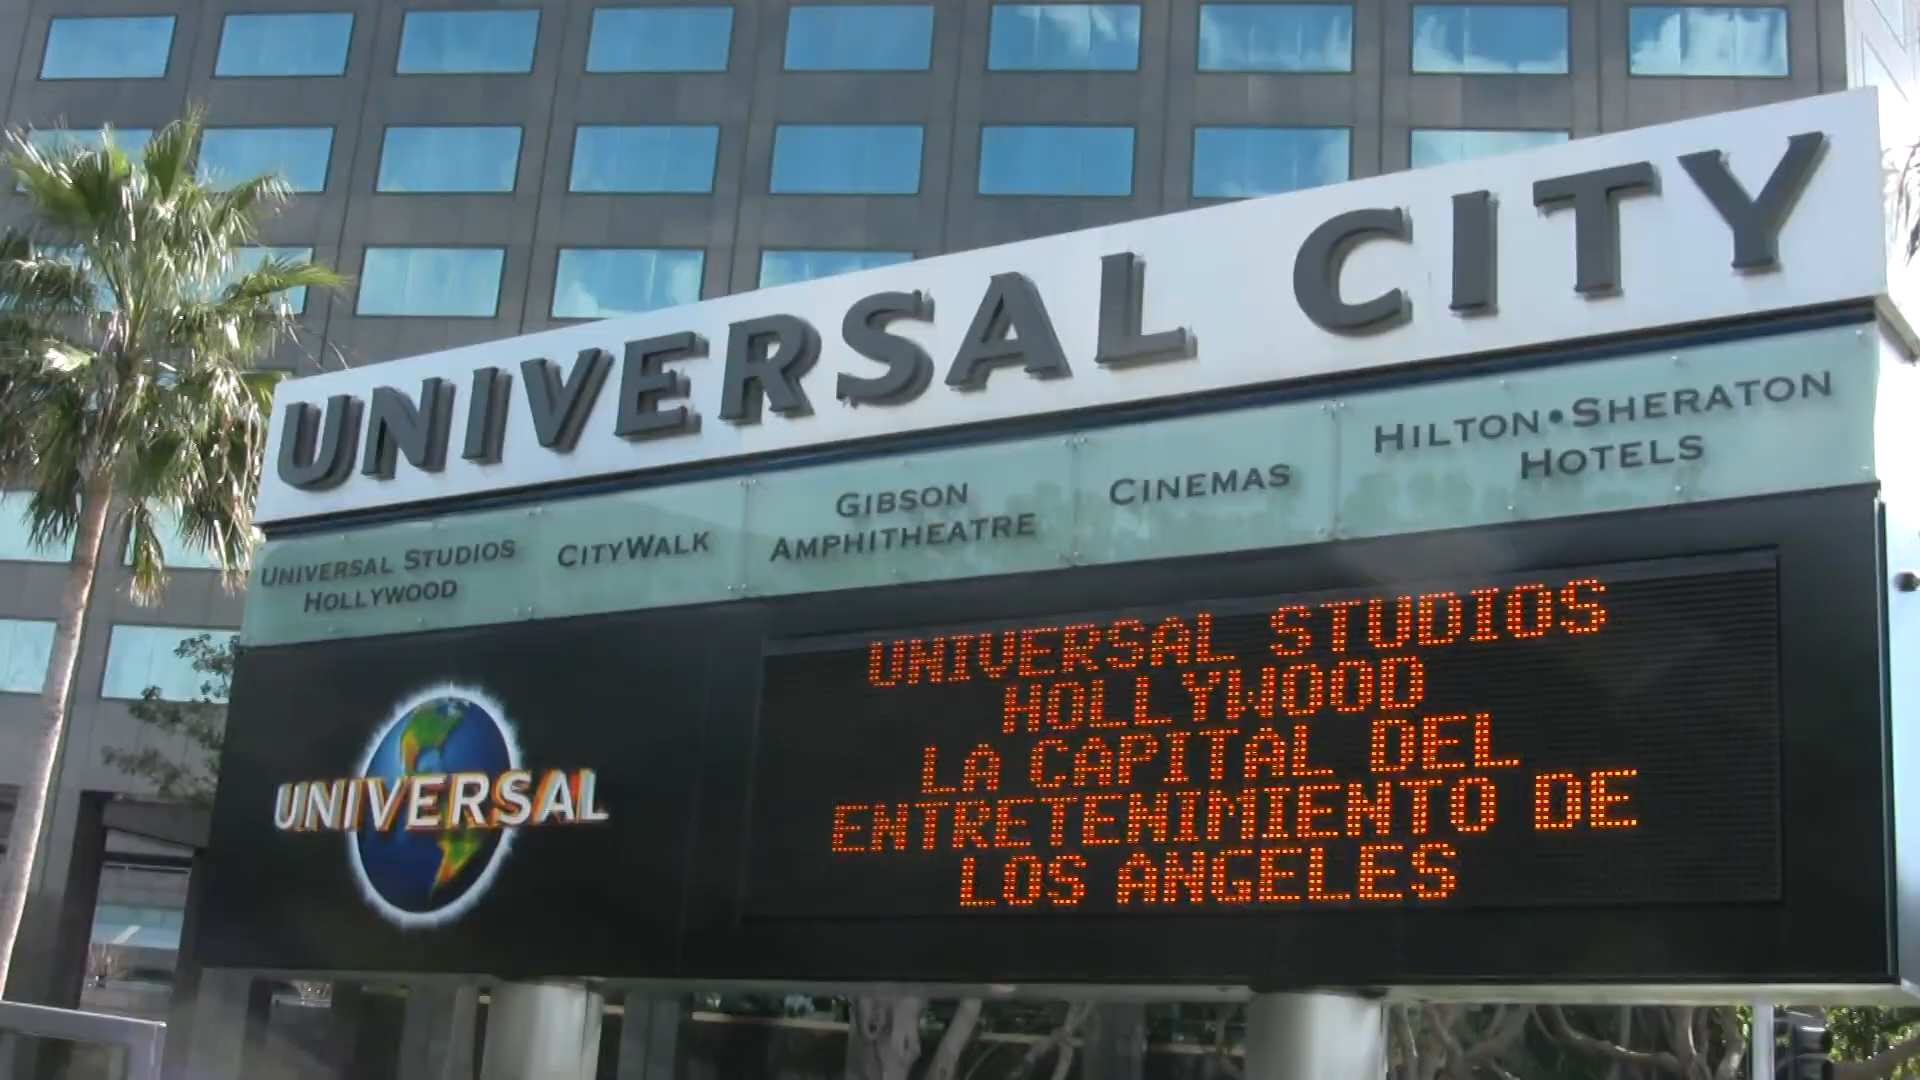 UNIVERSAL CITY
UNIVERSAL STUDIOS
HOLLYWOOD
CITYWALK
GIBSON
AMPHITHEATRE
CINEMAS
HILTON•SHERATON
HOTELS
UNIVERSAL
UNIVERSAL STUDIOS
HOLLYWOOD
LA CAPITAL DEL
ENTRETENIMIENTO DE
LOS ANGELES